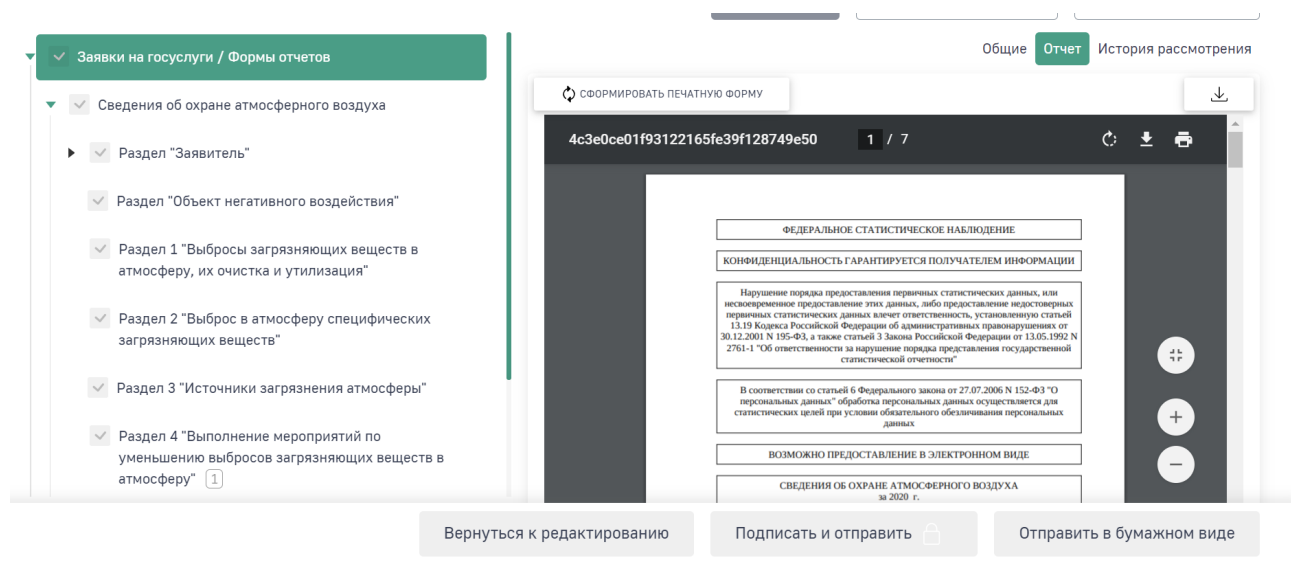 Заявки на госуслуги / Формы отчетов
Сведения об охране атмосферного воздуха
Раздел "Заявитель"
Раздел "Объект негативного воздействия"
Раздел 1 "Выбросы загрязняющих веществ в
атмосферу, их очистка и утилизация"
Раздел 2 "Выброс в атмосферу специфических
загрязняющих веществ"
Раздел 3 "Источники загрязнения атмосферы"
Раздел 4 "Выполнение мероприятий по
уменьшению выбросов загрязняющих веществ в
атмосферу" 1
Общие Отчет История рассмотрения
СФОРМИРОВАТЬ ПЕЧАТНУЮ ФОРМУ
4c3e0ce01f93122165fe39f128749e50 1 / 7
ФЕДЕРАЛЬНОЕ СТАТИСТИЧЕСКОЕ НАБЛЮДЕНИЕ
КОНФИДЕНЦИАЛЬНОСТЬ ГАРАНТИРУЕТСЯ ПОЛУЧАТЕЛЕМ ИНФОРМАЦИИ
Нарушение порядка предоставления первичных статистических данных, или
несвоевременное предоставление этих данных, либо предоставление недостоверных
первичных статистических данных влечет ответственность, установленную статьей
13.19 Кодекса Российской Федерации об административных правонарушениях от
30.12.2001 N 195-ФЗ, а также статьей 3 Закона Российской Федерации от 13.05.1992 N
2761-1 "Об ответственности за нарушение порядка представления государственной
статистической отчетности"
В соответствии со статьей 6 Федерального закона от 27.07.2006 N 152-ФЗ "О
персональных данных" обработка персональных данных осуществляется для
статистических целей при условии обязательного обезличивания персональных
данных
ВОЗМОЖНО ПРЕДОСТАВЛЕНИЕ В ЭЛЕКТРОННОМ ВИДЕ
СВЕДЕНИЯ ОБ ОХРАНЕ АТМОСФЕРНОГО ВОЗДУХА
за 2020 г.
Вернуться к редактированию
Подписать и отправить
Отправить в бумажном виде